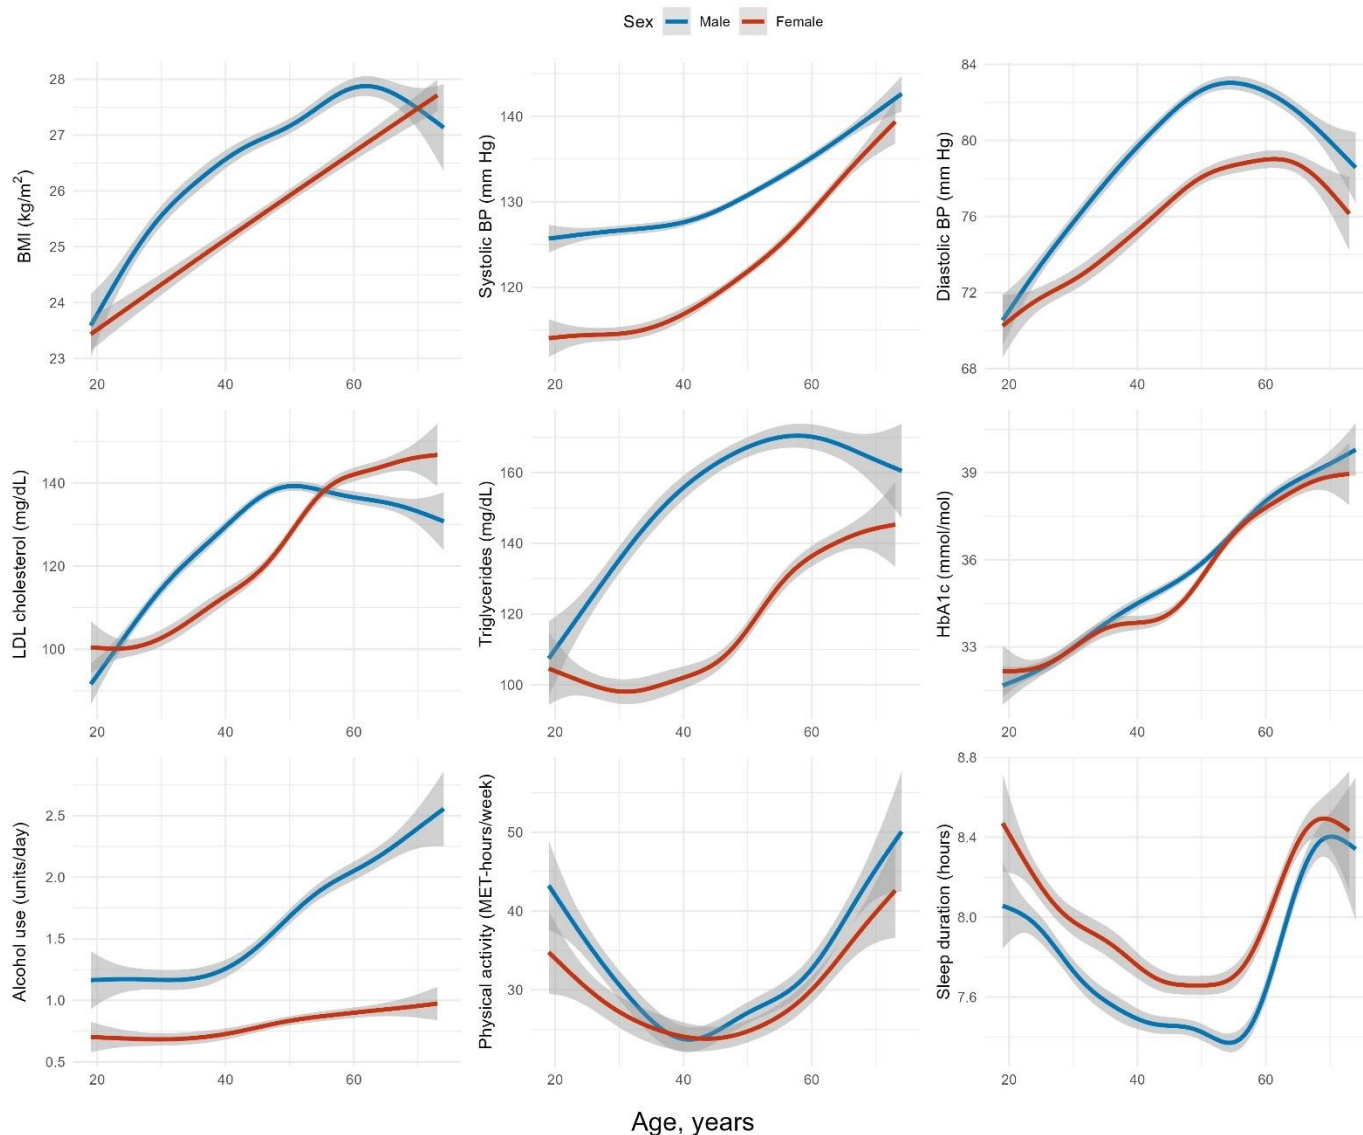 Sex Male Female
BMI (kg/m²)
28
27
26
25
24
23
20 40 60
Systolic BP (mm Hg)
140
130
120
20 40 60
Diastolic BP (mm Hg)
84
80
76
72
68
20 40 60
LDL cholesterol (mg/dL)
140
120
100
20 40 60
Triglycerides (mg/dL)
160
140
120
100
20 40 60
HbA1c (mmol/mol)
39
36
33
20 40 60
Alcohol use (units/day)
2.5
2.0
1.5
1.0
0.5
20 40 60
Physical activity (MET-hours/week)
50
40
30
20 40 60
Sleep duration (hours)
8.8
8.4
8.0
7.6
20 40 60
Age, years